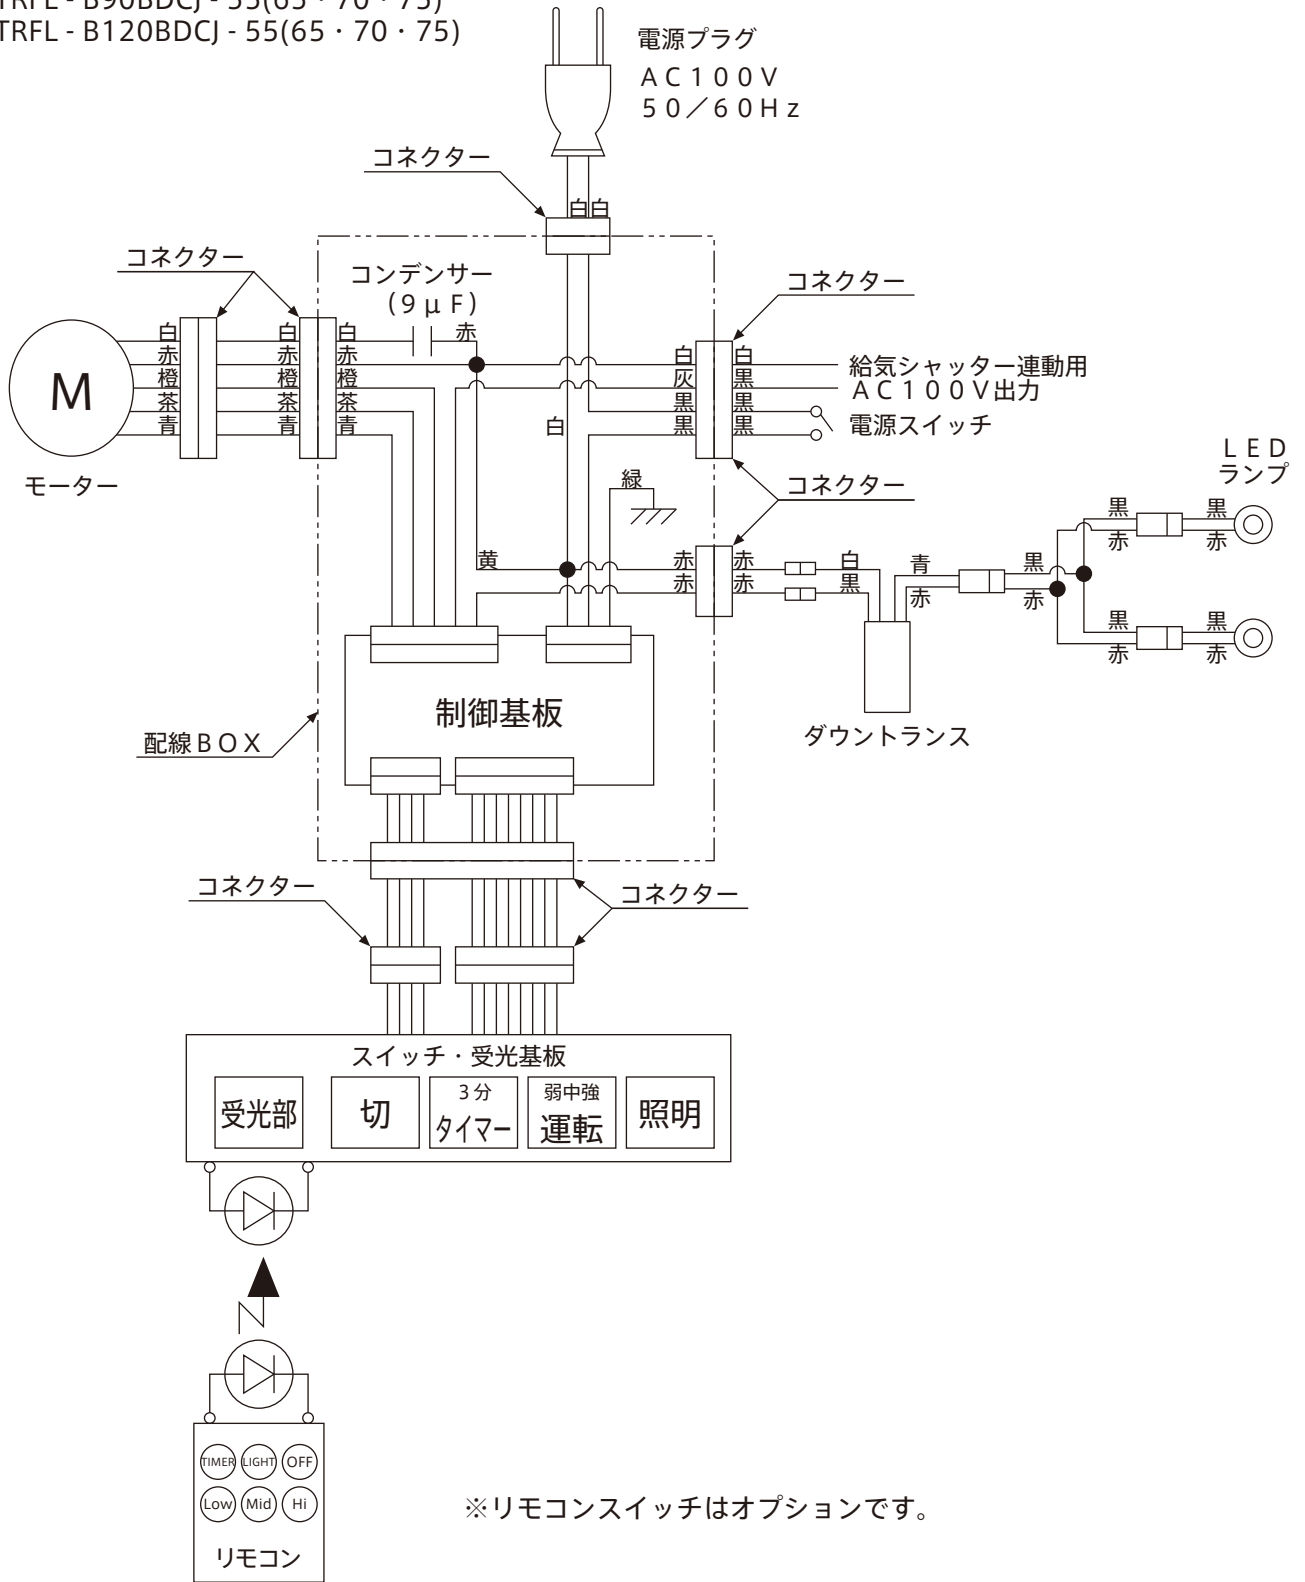 TRFL - B90BDCJ - 55(65・70・75)
TRFL - B120BDCJ - 55(65・70・75)
電源プラグ
AC100V
50／60Hz
コネクター
白白
コネクター
コンデンサー
(9μF)
コネクター
白 白 白 赤 白 白
赤 赤 赤 灰 黒
橙 橙 橙 黒 黒
茶 茶 茶 黒 黒
青 青 青
給気シャッター連動用
AC100V出力
電源スイッチ
M
モーター
白
緑
コネクター
LED
ランプ
黄 赤 赤 白 青 黒 黒 黒
赤 赤 黒 赤 赤 赤 赤
黒 黒
赤 赤
ダウントランス
制御基板
配線BOX
コネクター
コネクター
スイッチ・受光基板
受光部
切
3分
タイマー
弱中強
運転
照明
TIMER LIGHT OFF
Low Mid Hi
リモコン
※リモコンスイッチはオプションです。